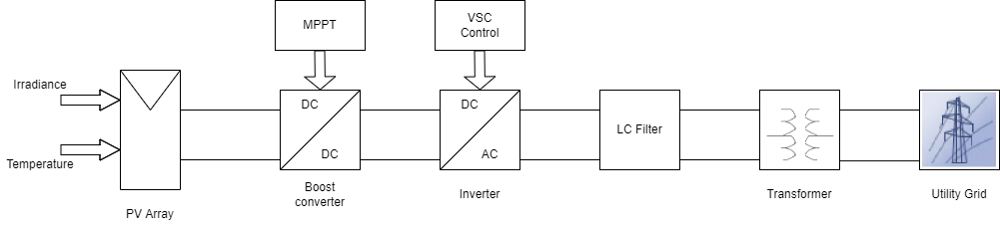 MPPT
VSC
Control
Irradiance
Temperature
DC
DC
DC
AC
LC Filter
PV Array
Boost
converter
Inverter
Transformer
Utility Grid